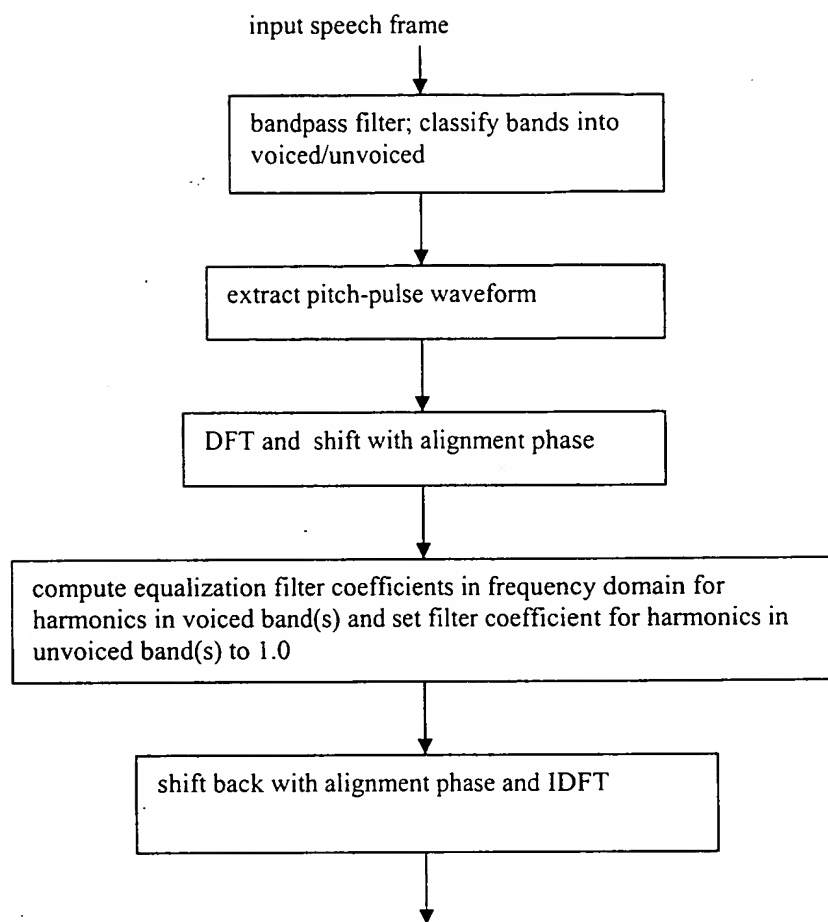 input speech frame
bandpass filter; classify bands into
voiced/unvoiced
extract pitch-pulse waveform
DFT and shift with alignment phase
compute equalization filter coefficients in frequency domain for
harmonics in voiced band(s) and set filter coefficient for harmonics in
unvoiced band(s) to 1.0
shift back with alignment phase and IDFT